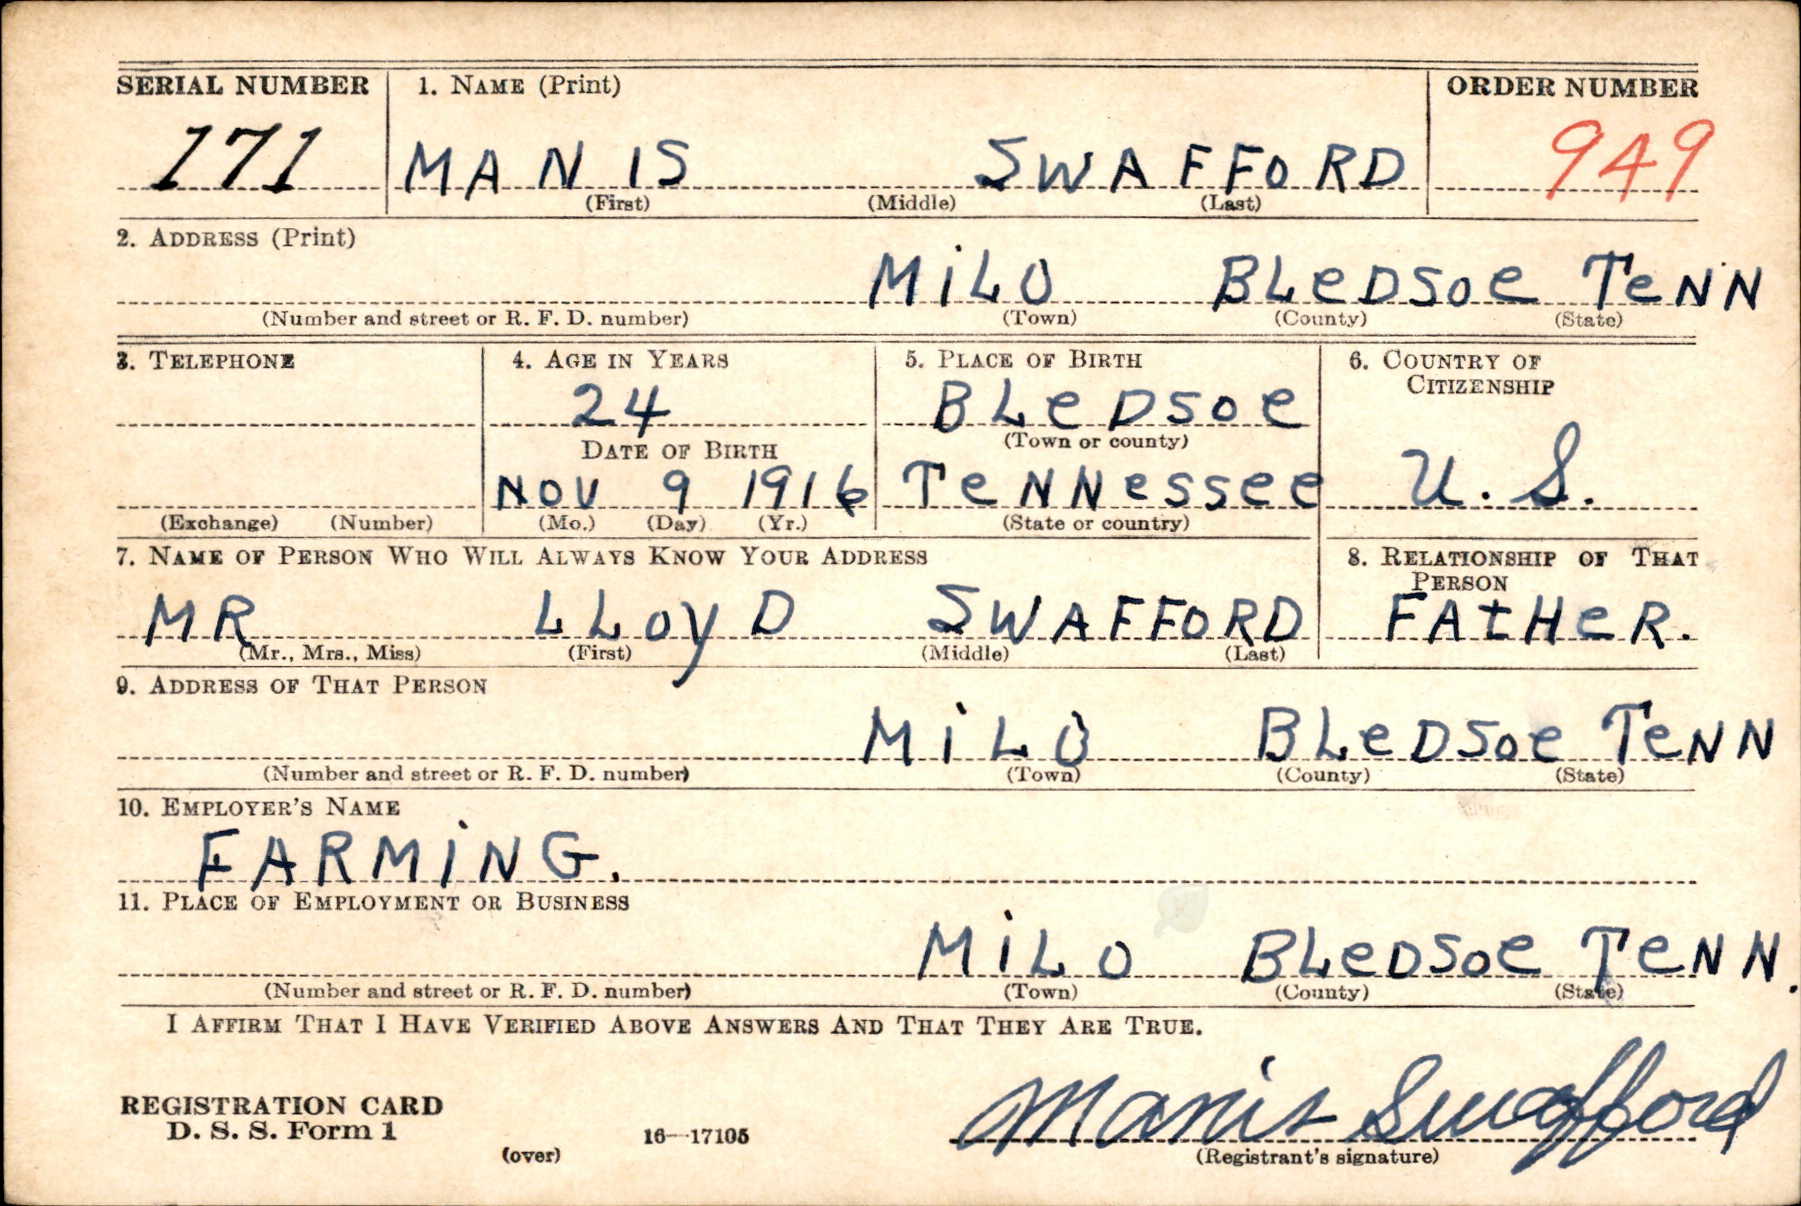 SERIAL NUMBER 1. NAME (Print) ORDER NUMBER
171 MANIS SWAFFORD 949
(First) (Middle) (Last)
2. ADDRESS (Print)
MiLO BLeDSoe TeNN
(Number and street or R. F. D. number) (Town) (County) (State)
3. TELEPHONE 4. AGE IN YEARS 5. PLACE OF BIRTH 6. COUNTRY OF
CITIZENSHIP
24 BLeDSoe
DATE OF BIRTH (Town or county)
NOV 9 1916 TeNNessee U. S.
(Exchange) (Number) (Mo.) (Day) (Yr.) (State or country)
7. NAME OF PERSON WHO WILL ALWAYS KNOW YOUR ADDRESS 8. RELATIONSHIP OF THAT
PERSON
MR LLoyD SWAFFORD FAtHeR.
(Mr., Mrs., Miss) (First) (Middle) (Last)
9. ADDRESS OF THAT PERSON
MiLO BLeDSoe TeNN
(Number and street or R. F. D. number) (Town) (County) (State)
10. EMPLOYER'S NAME
FARMiNG.
11. PLACE OF EMPLOYMENT OR BUSINESS
MiLO BLeDSoe TeNN.
(Number and street or R. F. D. number) (Town) (County) (State)
I AFFIRM THAT I HAVE VERIFIED ABOVE ANSWERS AND THAT THEY ARE TRUE.
REGISTRATION CARD
D. S. S. Form 1 16—17105 Manis Swafford
(over) (Registrant's signature)